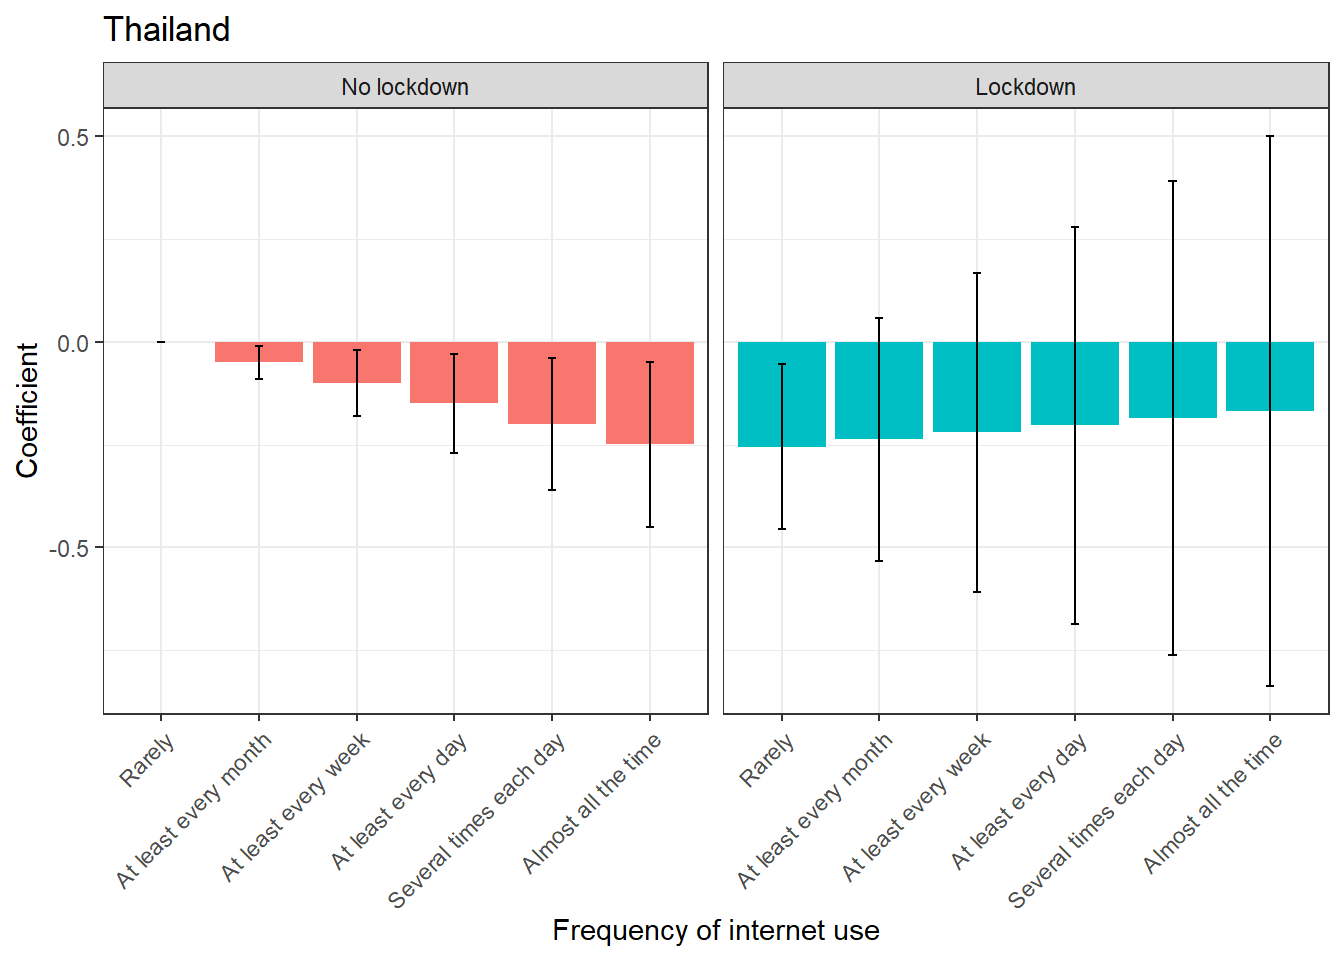 Thailand
No lockdown
Lockdown
0.5
0.0
-0.5
Coefficient
Rarely
At least every month
At least every week
At least every day
Several times each day
Almost all the time
Rarely
At least every month
At least every week
At least every day
Several times each day
Almost all the time
Frequency of internet use